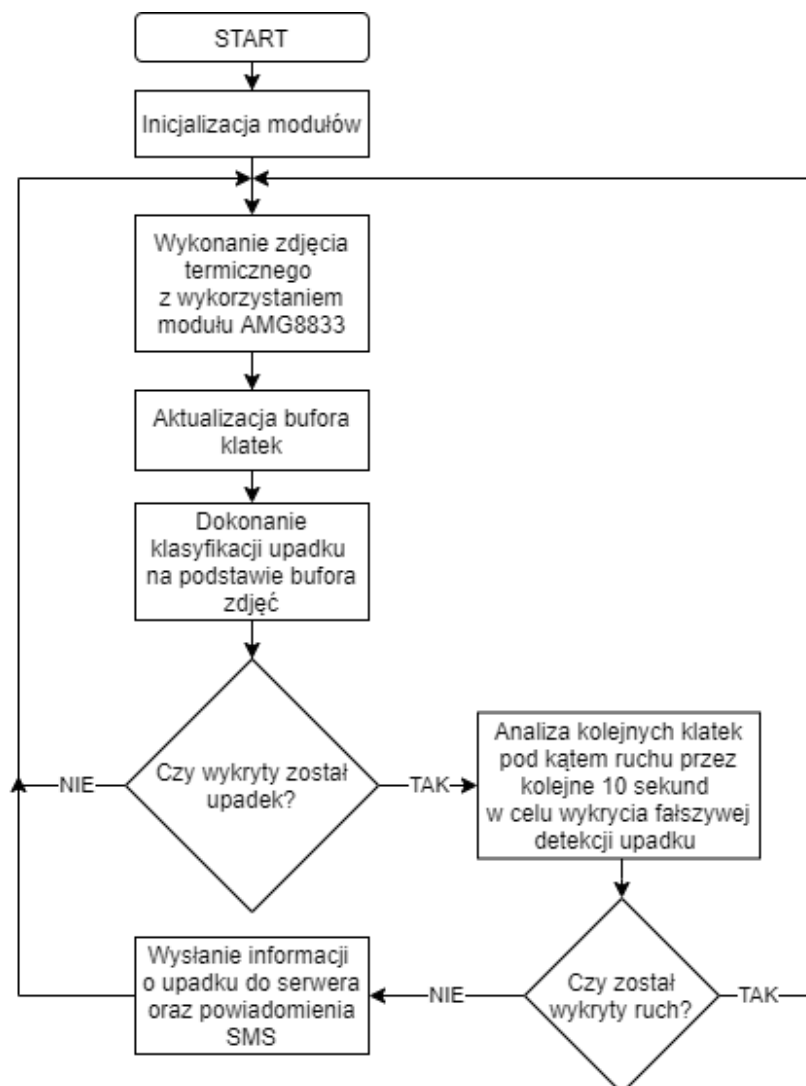 START
Inicjalizacja modułów
Wykonanie zdjęcia
termicznego
z wykorzystaniem
modułu AMG8833
Aktualizacja bufora
klatek
Dokonanie
klasyfikacji upadku
na podstawie bufora
zdjęć
Czy wykryty został
upadek?
NIE
TAK
Analiza kolejnych klatek
pod kątem ruchu przez
kolejne 10 sekund
w celu wykrycia fałszywej
detekcji upadku
Czy został
wykryty ruch?
NIE
TAK
Wysłanie informacji
o upadku do serwera
oraz powiadomienia
SMS